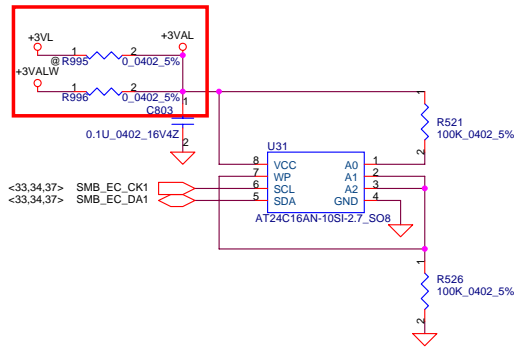 +3VL +3VAL
1 2
@ R995 0_0402_5%
+3VALW
1 2
R996 0_0402_5%
C803 1
0.1U_0402_16V4Z
2
1
R521
100K_0402_5%
2
U31
8 VCC A0 1
7 WP A1 2
<33,34,37> SMB_EC_CK1 6 SCL A2 3
<33,34,37> SMB_EC_DA1 5 SDA GND 4
AT24C16AN-10SI-2.7_SO8
1
R526
100K_0402_5%
2